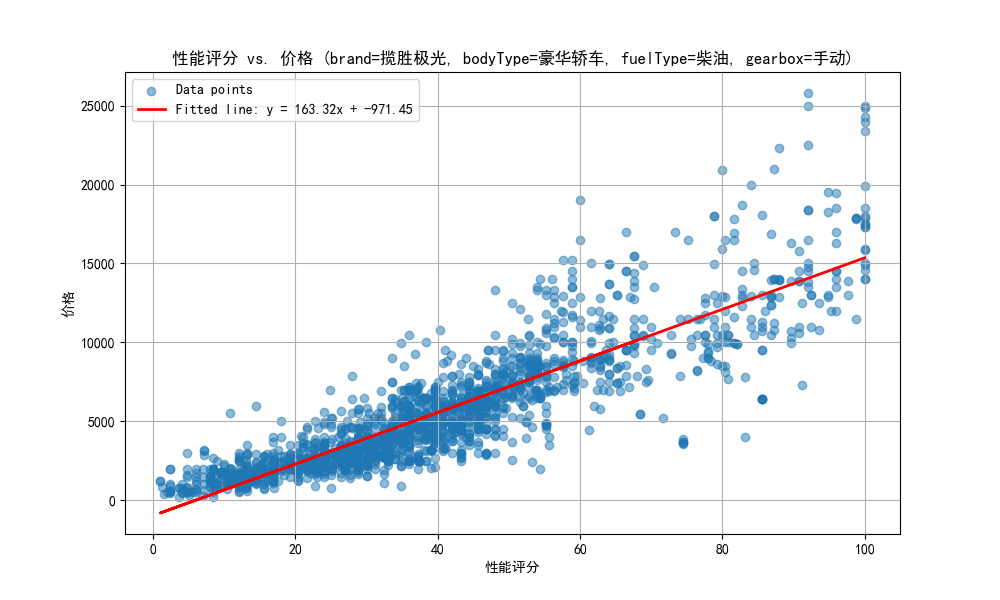 性能评分 vs. 价格 (brand=揽胜极光, bodyType=豪华轿车, fuelType=柴油, gearbox=手动)
Data points
Fitted line: y = 163.32x + -971.45
25000
20000
15000
10000
5000
0
价格
0 20 40 60 80 100
性能评分